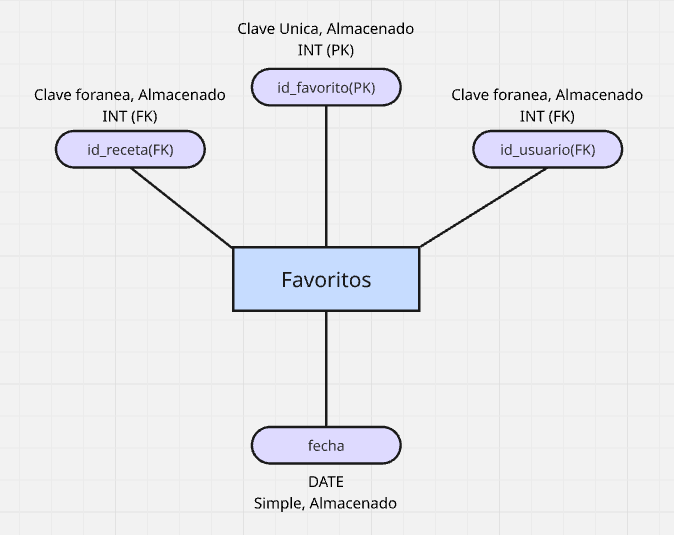 Clave Unica, Almacenado
INT (PK)
id_favorito(PK)
Clave foranea, Almacenado
INT (FK)
id_receta(FK)
Clave foranea, Almacenado
INT (FK)
id_usuario(FK)
Favoritos
fecha
DATE
Simple, Almacenado